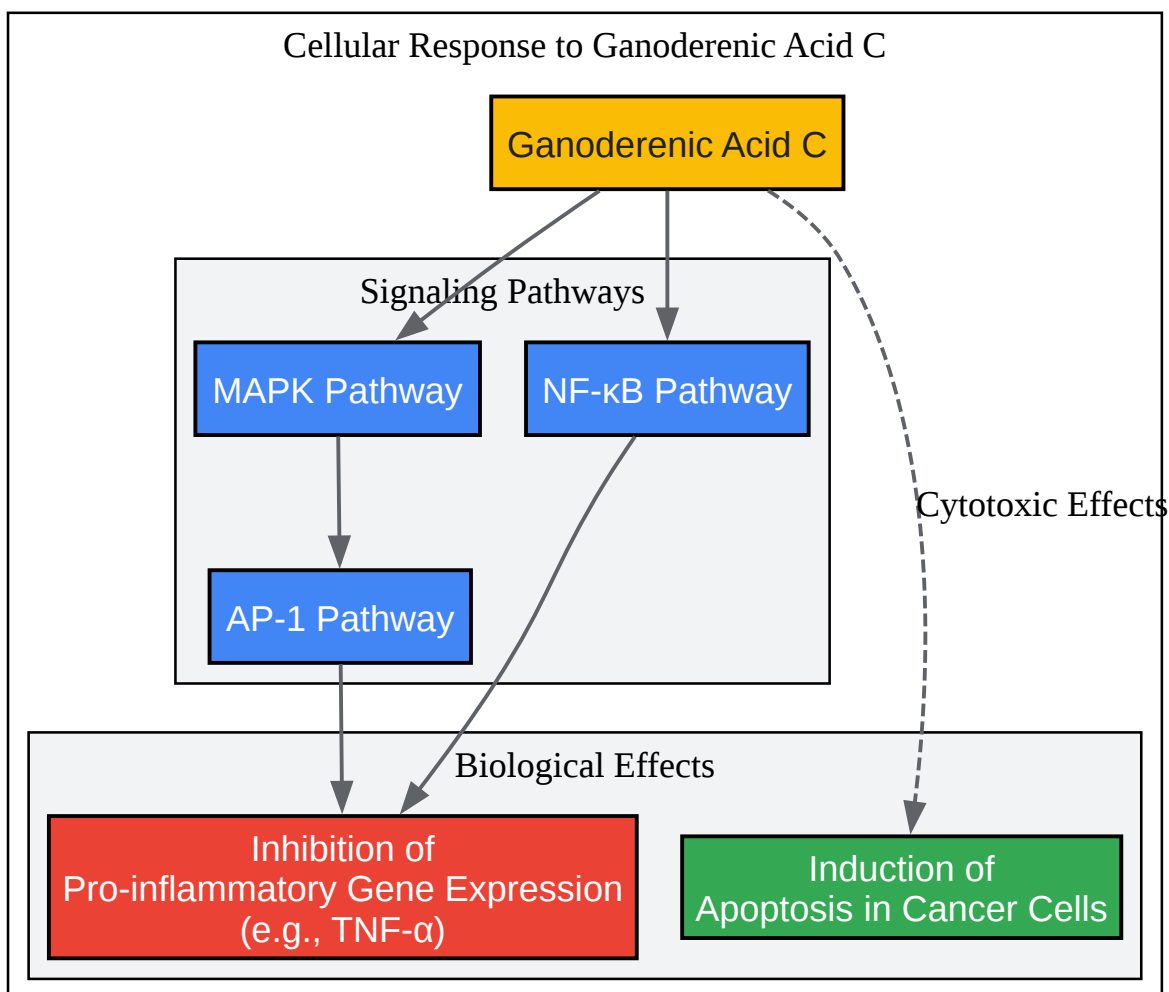 Cellular Response to Ganoderenic Acid C
Ganoderenic Acid C
Signaling Pathways
MAPK Pathway
NF-κB Pathway
Cytotoxic Effects
AP-1 Pathway
Biological Effects
Inhibition of
Pro-inflammatory Gene Expression
(e.g., TNF-α)
Induction of
Apoptosis in Cancer Cells